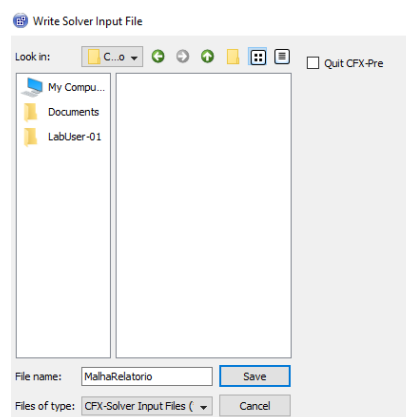 Write Solver Input File
Look in: C...o
Quit CFX-Pre
My Compu...
Documents
LabUser-01
File name: MalhaRelatorio Save
Files of type: CFX-Solver Input Files ( Cancel